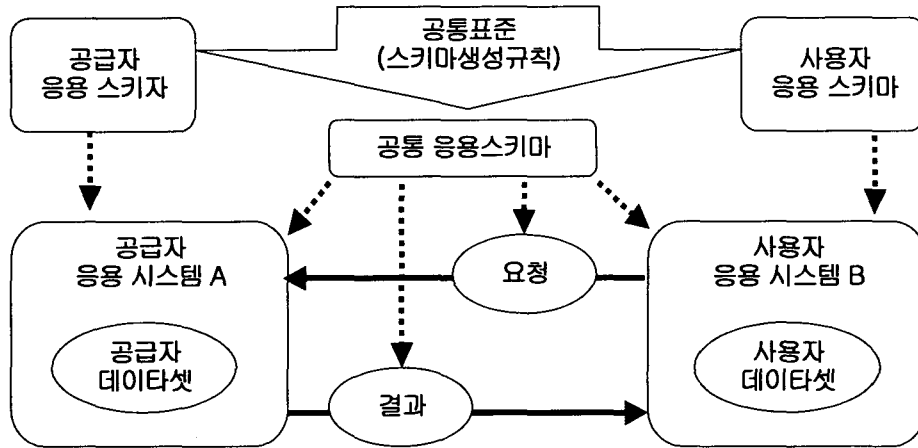 공통표준
(스키마생성규칙)
공급자
응용 스키자
사용자
응용 스키마
공통 응용스키마
공급자
응용 시스템 A
요청
사용자
응용 시스템 B
공급자
데이타셋
사용자
데이타셋
결과